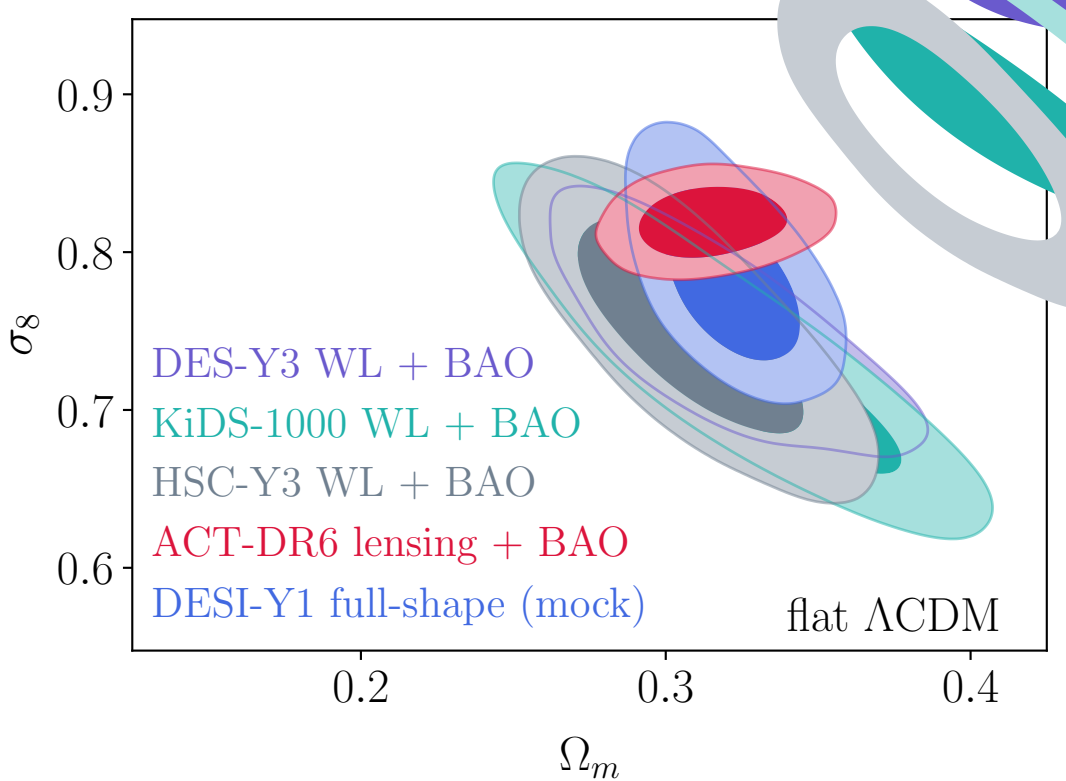 0.9
0.8
σ₈
0.7
0.6
DES-Y3 WL + BAO
KiDS-1000 WL + BAO
HSC-Y3 WL + BAO
ACT-DR6 lensing + BAO
DESI-Y1 full-shape (mock)
flat ΛCDM
0.2 0.3 0.4
Ωₘ